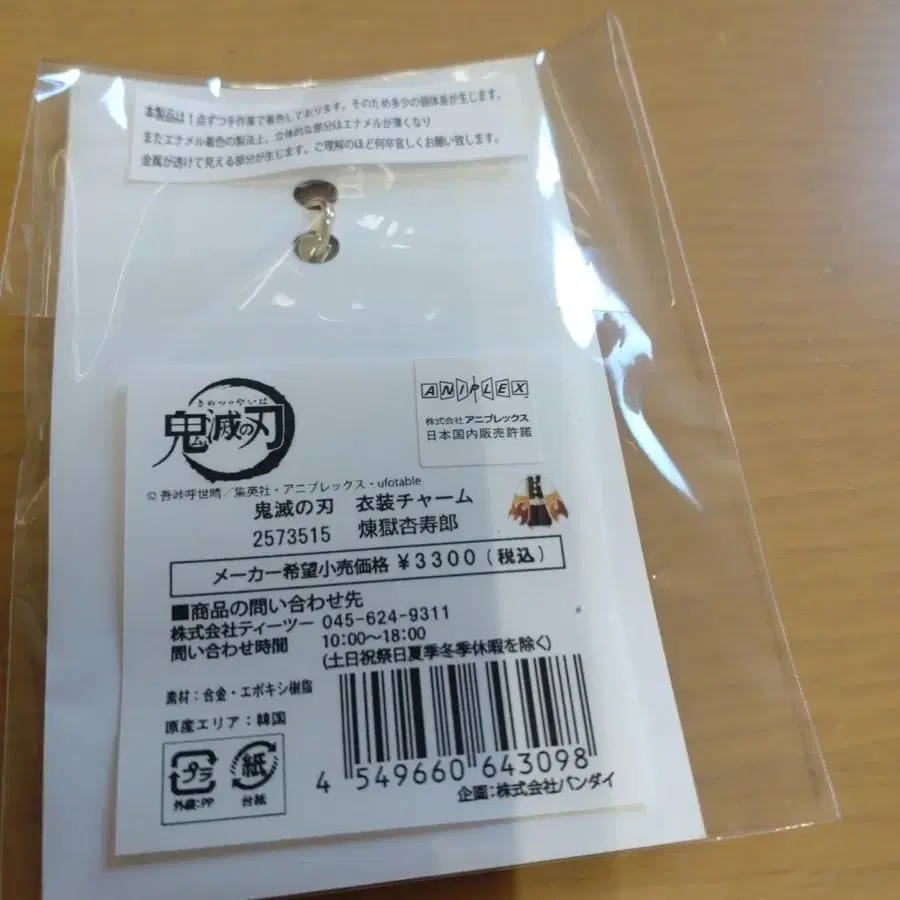 本製品は1点ずつ手作業で着色しております。そのため多少の個体差が生じます。
またエナメル着色の製法上、立体的な部分はエナメルが薄くなり
金属が透けて見える部分が生じます。ご理解のほど何卒宜しくお願い致します。
きめつのやいば
鬼滅の刃
ANIPLEX
株式会社アニプレックス
日本国内販売許諾
© 吾峠呼世晴／集英社・アニプレックス・ufotable
鬼滅の刃 衣装チャーム
2573515 煉獄杏寿郎
メーカー希望小売価格 ¥3300(税込)
■商品の問い合わせ先
株式会社ティーツー 045-624-9311
問い合わせ時間 10:00〜18:00
(土日祝祭日夏季冬季休暇を除く)
素材：合金・エポキシ樹脂
原産エリア：韓国
プラ
外袋:PP
紙
台紙
4 549660 643098
企画：株式会社バンダイ